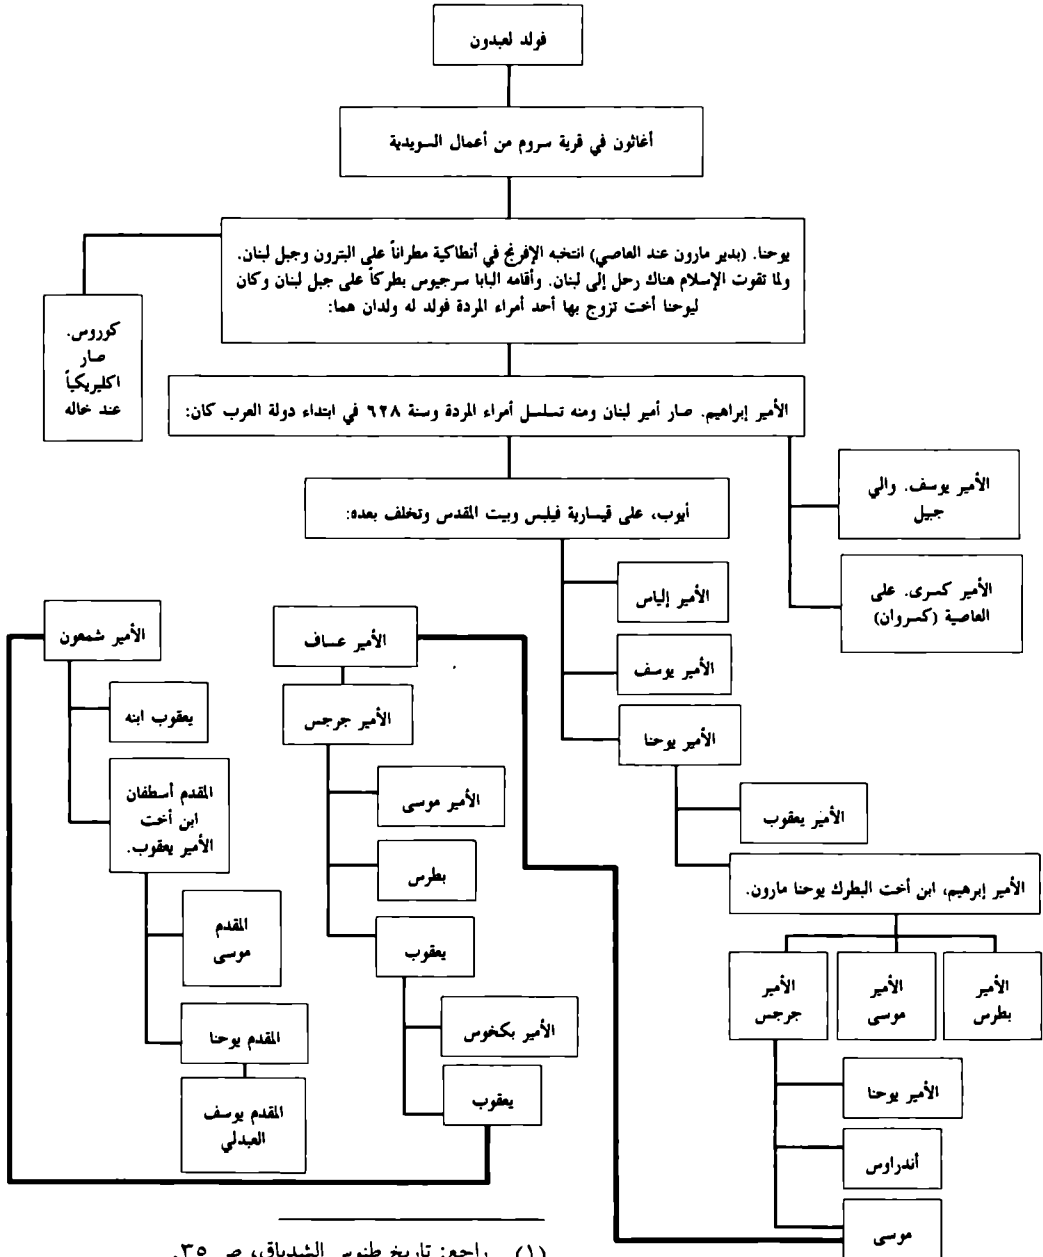 فولد لعبدون
أغاثون في قرية سروم من أعمال السويدية
يوحنا. (بدير مارون عند العاصي) انتخبه الإفرنج في أنطاكية مطراناً على البترون وجبل لبنان.
ولما تقوت الإسلام هناك رحل إلى لبنان. وأقامه البابا سرجيوس بطركاً على جبل لبنان وكان
ليوحنا أخت تزوج بها أحد أمراء المردة فولد له ولدان هما:
كوروس.
صار
اكليريكياً
عند خاله
الأمير إبراهيم. صار أمير لبنان ومنه تسلسل أمراء المردة وسنة ٦٢٨ في ابتداء دولة العرب كان:
الأمير يوسف. والي
جبيل
الأمير كسرى. على
العاصية (كسروان)
أيوب، على قيسارية فيلبس وبيت المقدس وتخلف بعده:
الأمير إلياس
الأمير يوسف
الأمير يوحنا
الأمير يعقوب
الأمير إبرهيم، ابن أخت البطرك يوحنا مارون.
الأمير
بطرس
الأمير
موسى
الأمير
جرجس
الأمير يوحنا
أندراوس
موسى
الأمير عساف
الأمير جرجس
الأمير موسى
بطرس
يعقوب
الأمير بكخوس
يعقوب
الأمير شمعون
يعقوب ابنه
المقدم أسطفان
ابن أخت
الأمير يعقوب.
المقدم
موسى
المقدم يوحنا
المقدم يوسف
العبدلي
(١) راجع: تاريخ طنوس الشدياق، ص ٣٥.